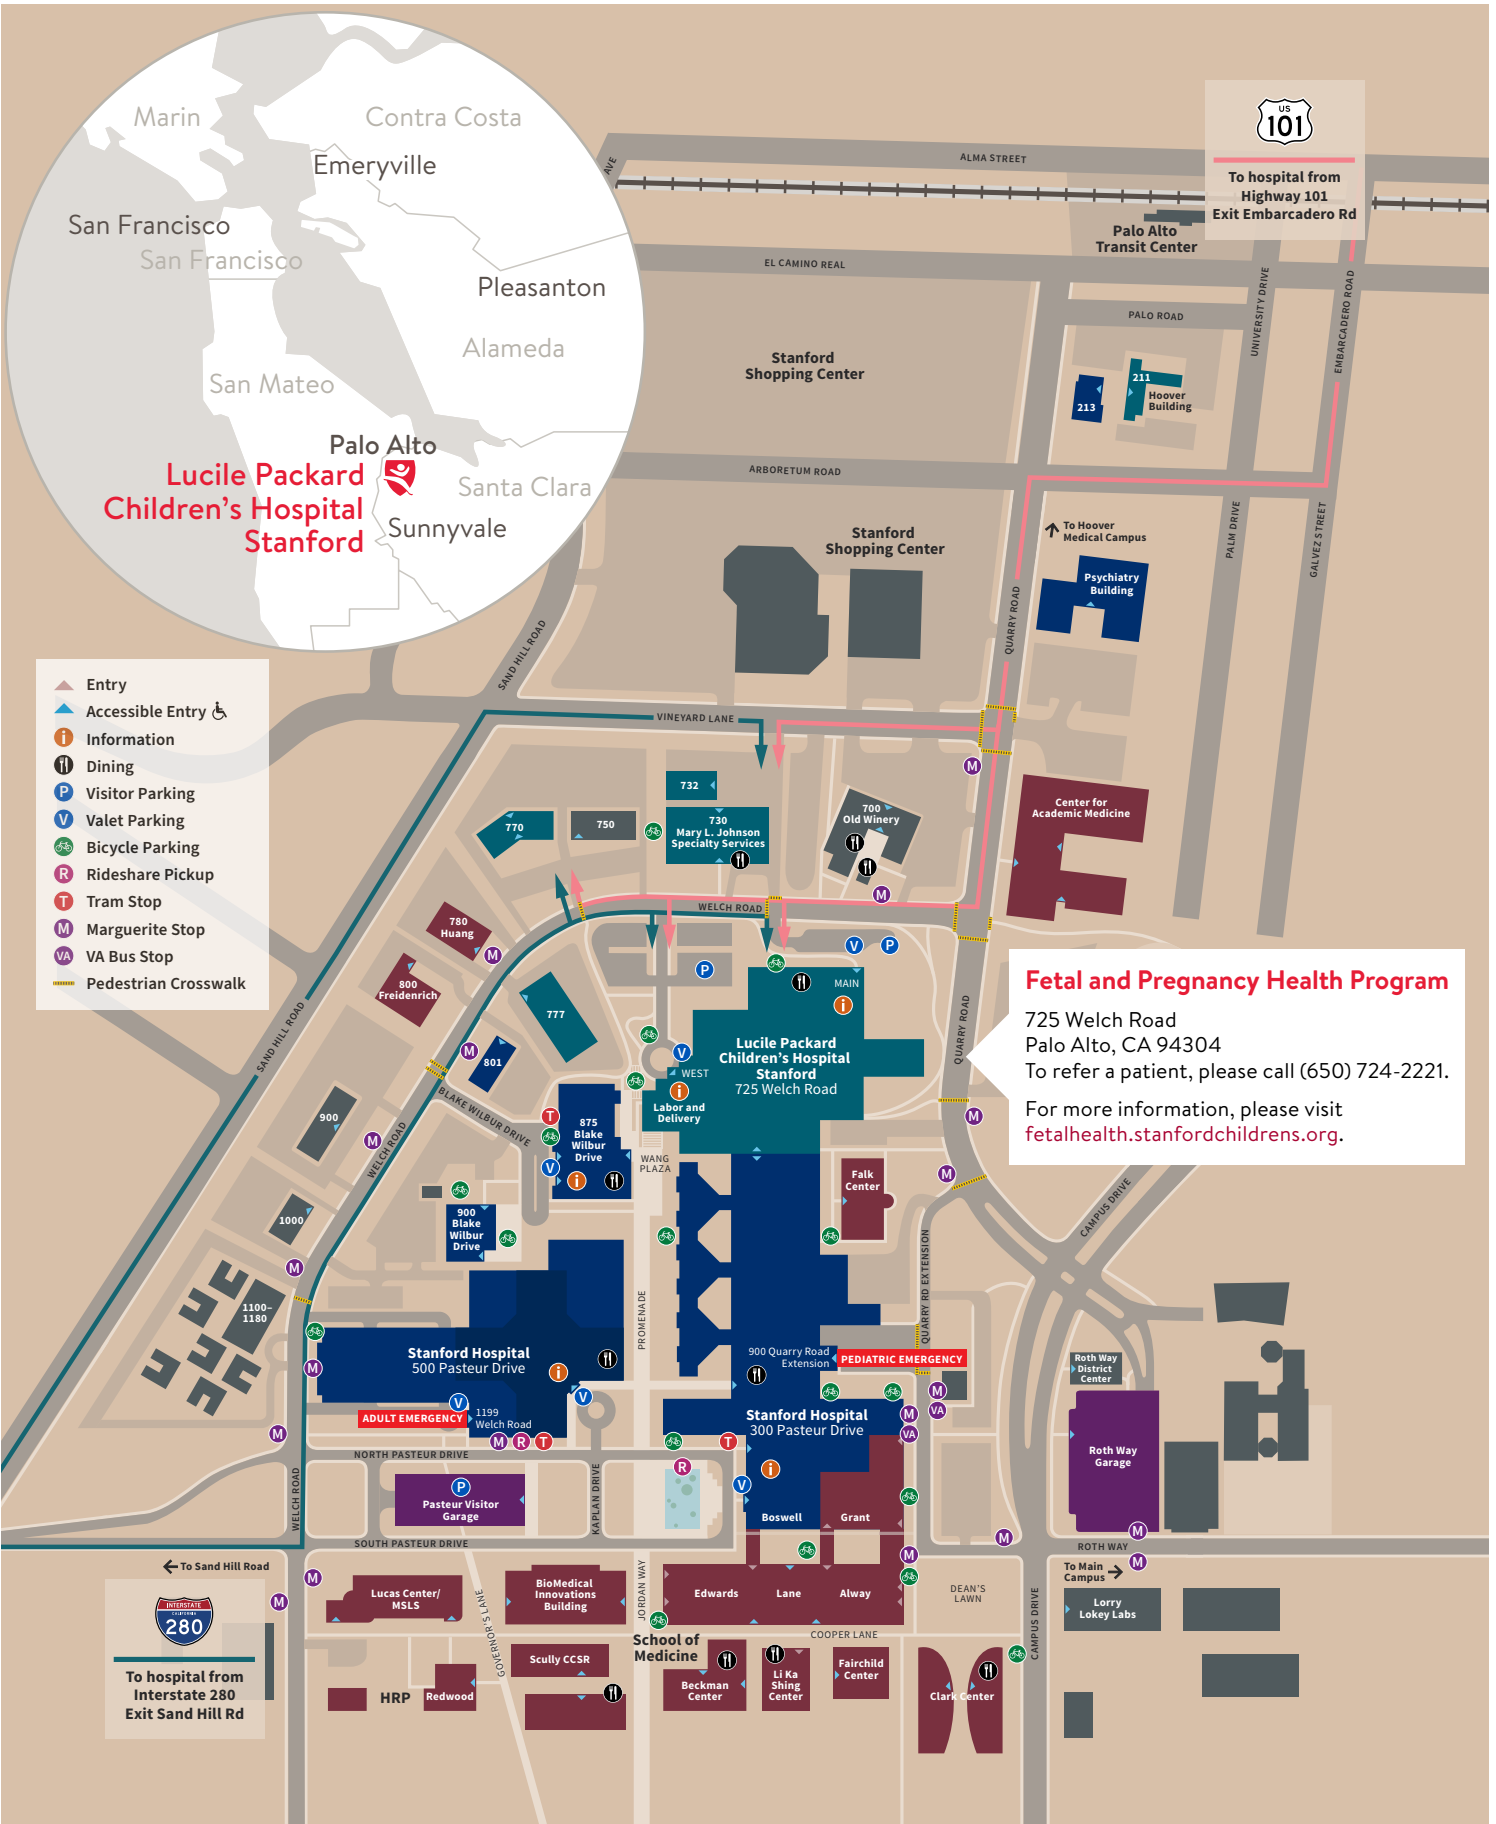 Marin
Contra Costa
Emeryville
San Francisco
San Francisco
Pleasanton
Alameda
San Mateo
Palo Alto
Lucile Packard
Children's Hospital
Stanford
Santa Clara
Sunnyvale
US
101
To hospital from
Highway 101
Exit Embarcadero Rd
AVE
ALMA STREET
Palo Alto
Transit Center
EL CAMINO REAL
PALO ROAD
UNIVERSITY DRIVE
EMBARCADERO ROAD
Stanford
Shopping Center
211
213
Hoover
Building
ARBORETUM ROAD
Stanford
Shopping Center
To Hoover
Medical Campus
PALM DRIVE
GALVEZ STREET
Psychiatry
Building
QUARRY ROAD
SAND HILL ROAD
Entry
Accessible Entry
i Information
Dining
P Visitor Parking
V Valet Parking
Bicycle Parking
R Rideshare Pickup
T Tram Stop
M Marguerite Stop
VA VA Bus Stop
Pedestrian Crosswalk
VINEYARD LANE
M
732
770
750
730
Mary L. Johnson
Specialty Services
700
Old Winery
Center for
Academic Medicine
M
WELCH ROAD
780
Huang
M
800
Freidenrich
V
P
P
777
MAIN
i
SAND HILL ROAD
M
801
V
WEST
i
Labor and
Delivery
Lucile Packard
Children's Hospital
Stanford
725 Welch Road
QUARRY ROAD
Fetal and Pregnancy Health Program
725 Welch Road
Palo Alto, CA 94304
To refer a patient, please call (650) 724-2221.
For more information, please visit
fetalhealth.stanfordchildrens.org.
BLAKE WILBUR DRIVE
900
M
WELCH ROAD
T
V
875
Blake
Wilbur
Drive
i
WANG
PLAZA
M
M
Falk
Center
CAMPUS DRIVE
1000
900
Blake
Wilbur
Drive
M
1100–
1180
QUARRY RD EXTENSION
PROMENADE
Stanford Hospital
500 Pasteur Drive
i
M
V
V
ADULT EMERGENCY
1199
Welch Road
M
R
T
900 Quarry Road
Extension
PEDIATRIC EMERGENCY
M
VA
M
VA
Roth Way
District
Center
Stanford Hospital
300 Pasteur Drive
T
R
V
i
Boswell
Grant
Roth Way
Garage
M
NORTH PASTEUR DRIVE
P
Pasteur Visitor
Garage
KAPLAN DRIVE
WELCH ROAD
SOUTH PASTEUR DRIVE
M
M
ROTH WAY
M
M
To Main
Campus
To Sand Hill Road
INTERSTATE
CALIFORNIA
280
To hospital from
Interstate 280
Exit Sand Hill Rd
M
M
Lucas Center/
MSLS
GOVERNOR'S LANE
BioMedical
Innovations
Building
JORDAN WAY
Edwards
Lane
Alway
DEAN'S
LAWN
CAMPUS DRIVE
Lorry
Lokey Labs
COOPER LANE
School of
Medicine
HRP
Redwood
Scully CCSR
Beckman
Center
Li Ka
Shing
Center
Fairchild
Center
Clark Center